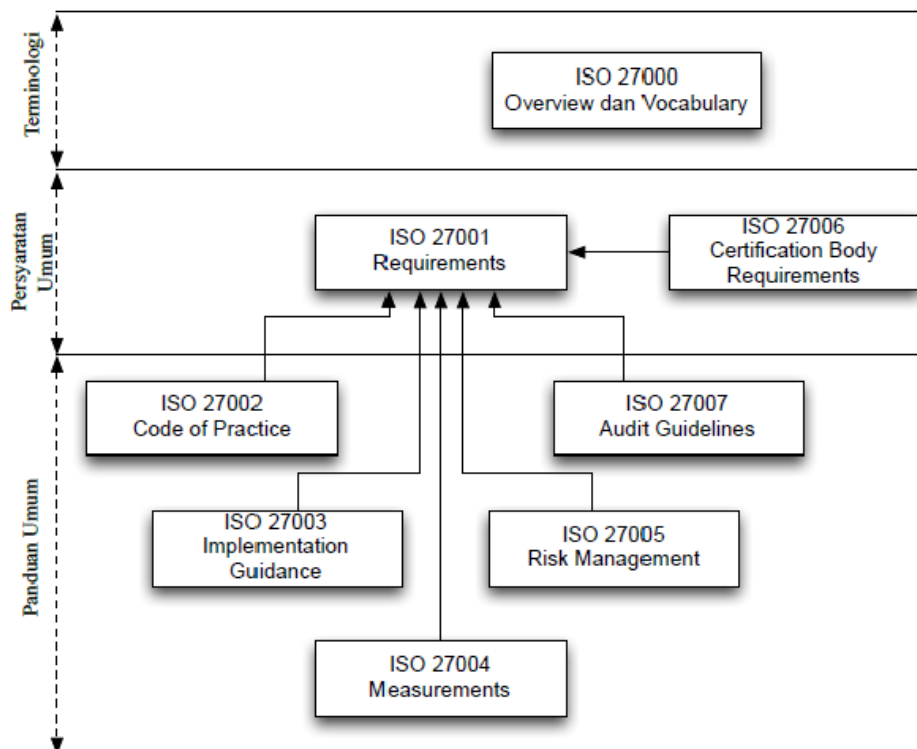 Terminologi
ISO 27000
Overview dan Vocabulary
Persyaratan
Umum
ISO 27001
Requirements
ISO 27006
Certification Body
Requirements
Panduan Umum
ISO 27002
Code of Practice
ISO 27007
Audit Guidelines
ISO 27003
Implementation
Guidance
ISO 27005
Risk Management
ISO 27004
Measurements